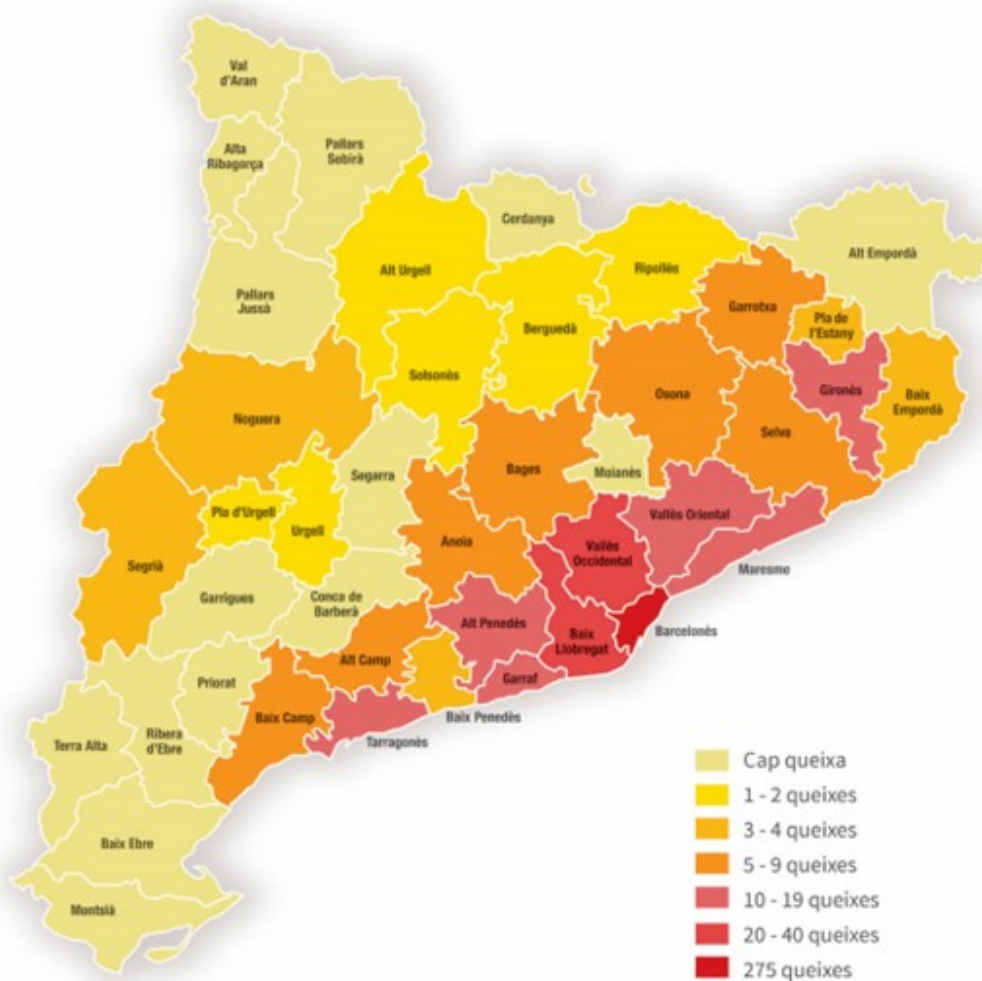 Val
d'Aran
Alta
Ribagorça
Pallars
Sobirà
Cerdanya
Alt Empordà
Alt Urgell
Ripollès
Pallars
Jussà
Garrotxa
Pla de
l'Estany
Berguedà
Solsonès
Gironès
Baix
Empordà
Osona
Noguera
Selva
Bages
Moianès
Segarra
Pla d'Urgell
Urgell
Vallès Oriental
Anoia
Vallès
Occidental
Segrià
Maresme
Garrigues
Conca de
Barberà
Alt Penedès
Barcelonès
Baix
Llobregat
Alt Camp
Garraf
Priorat
Baix Camp
Baix Penedès
Tarragonès
Terra Alta
Ribera
d'Ebre
Baix Ebre
Montsià
Cap queixa
1 - 2 queixes
3 - 4 queixes
5 - 9 queixes
10 - 19 queixes
20 - 40 queixes
275 queixes